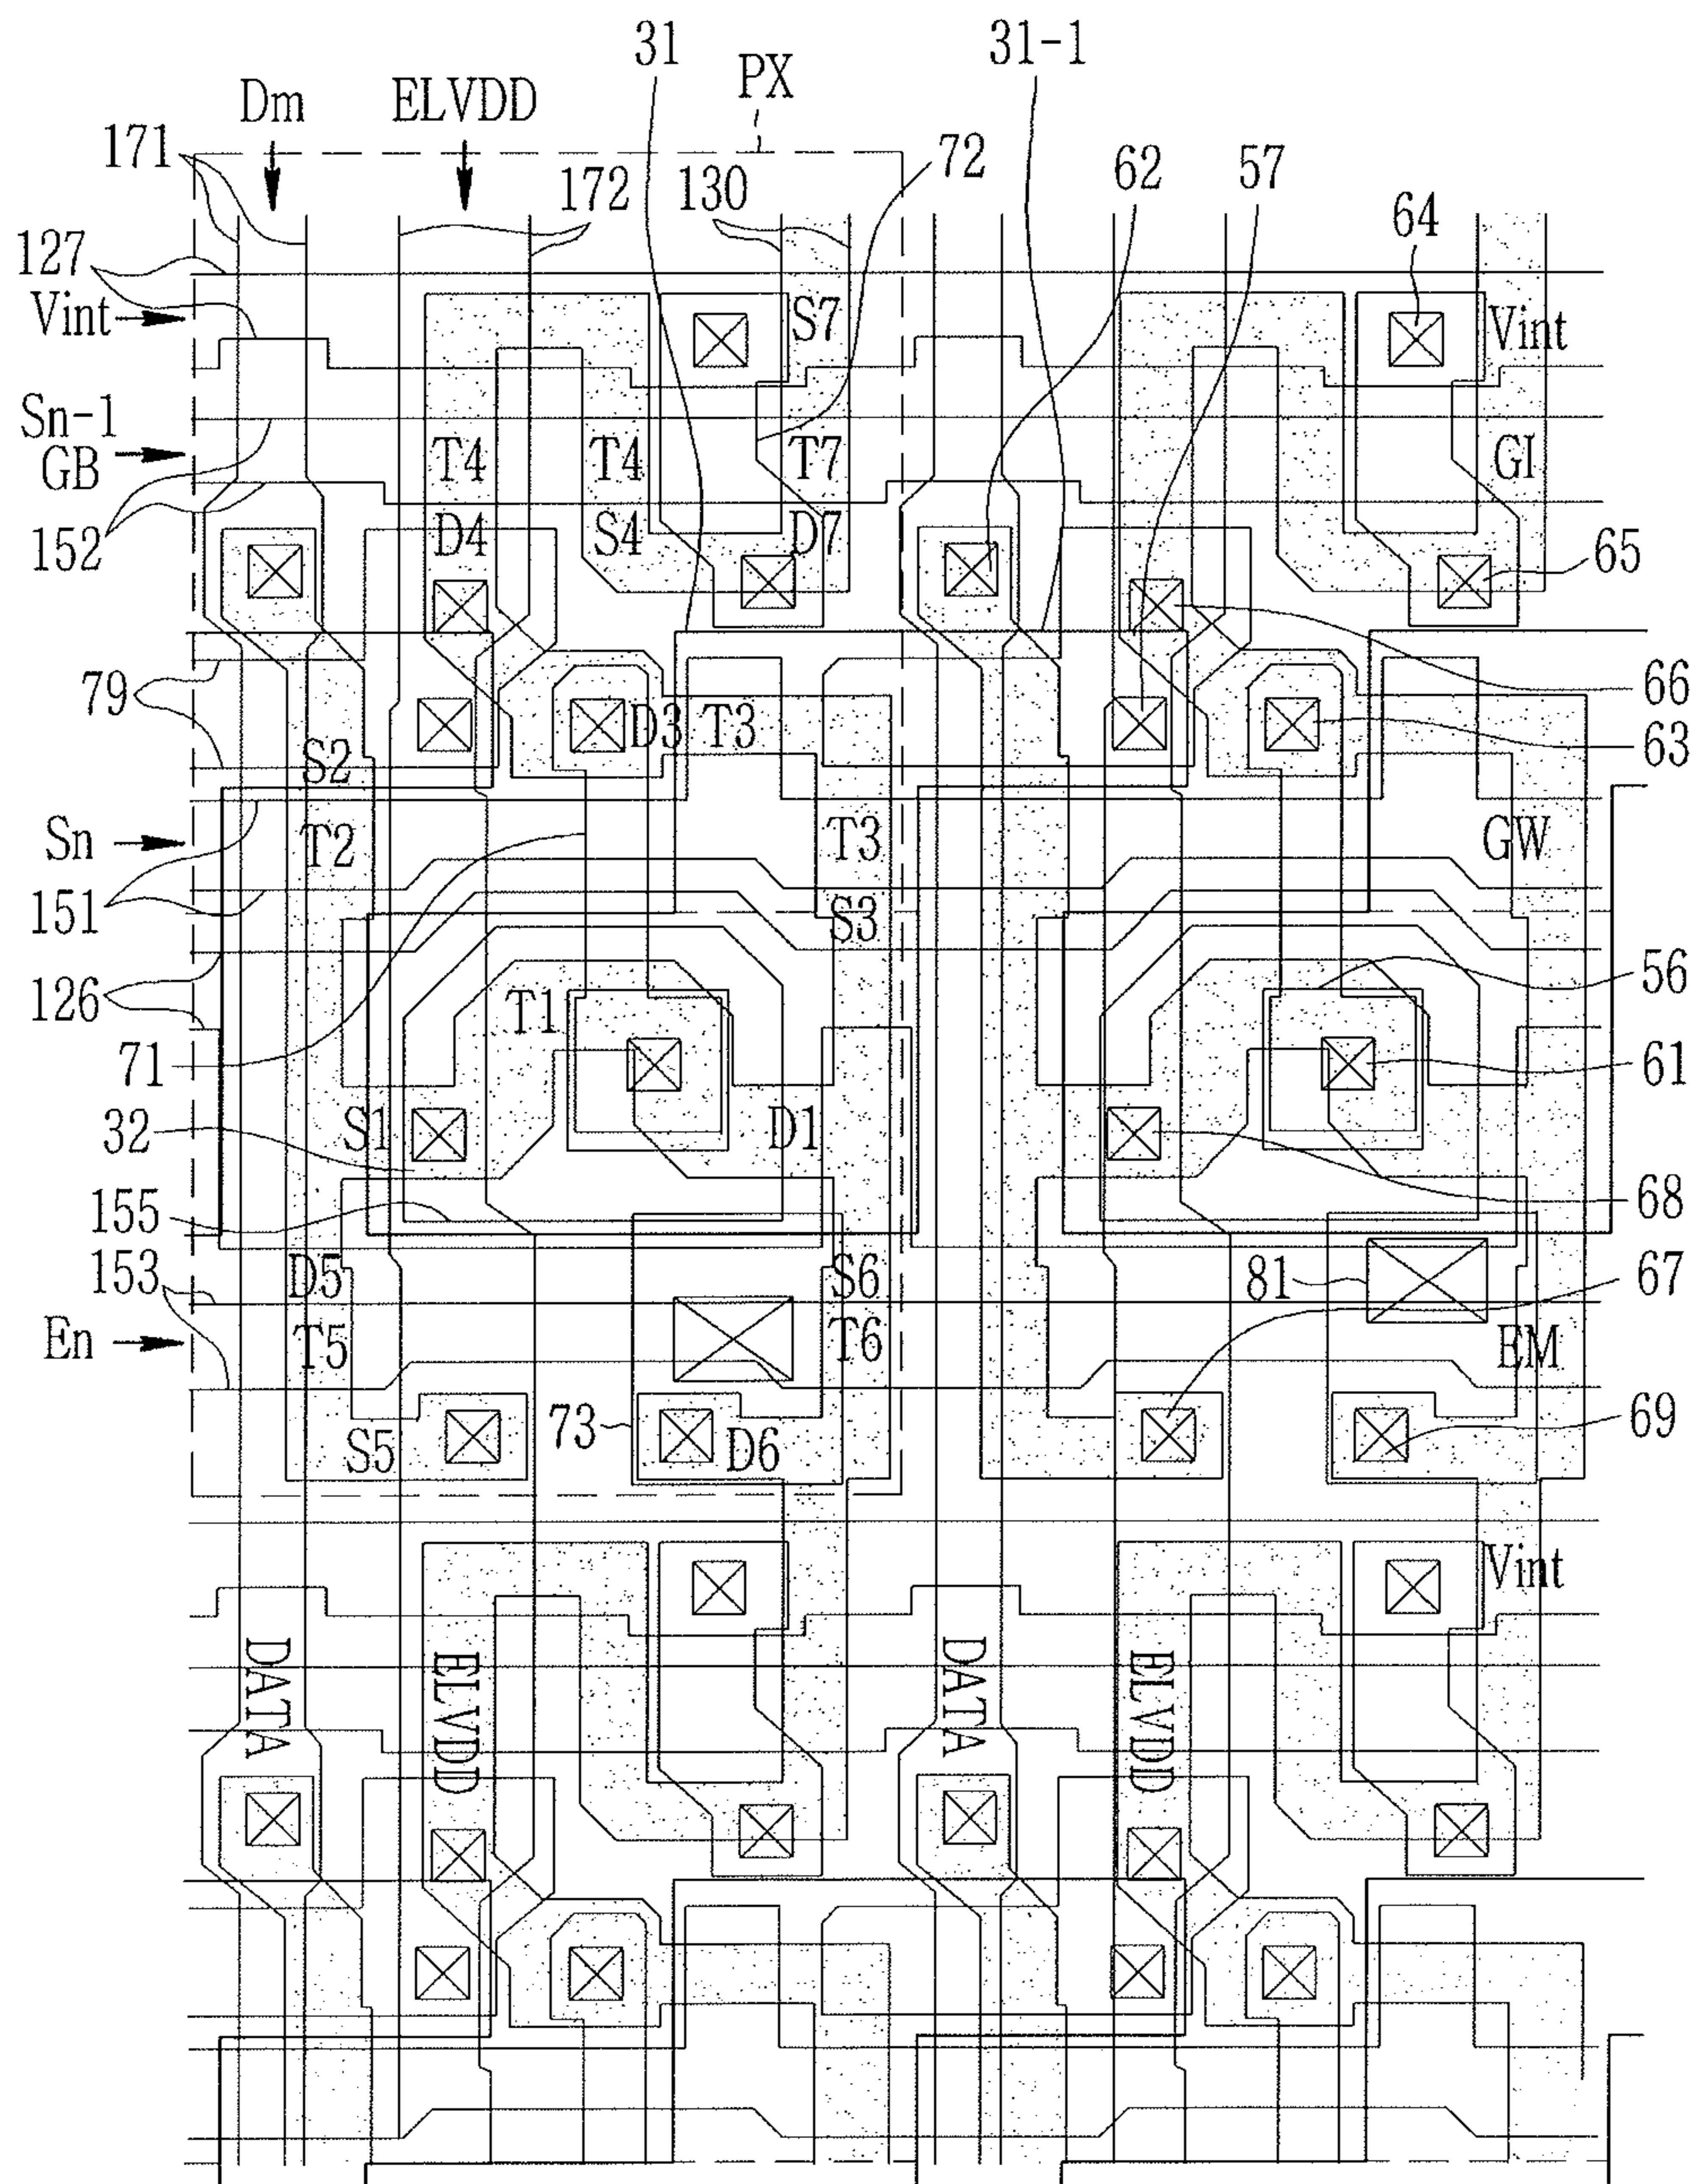 31
31-1
PX
Dm
ELVDD
171
72
62
57
172
130
64
127
Vint
S7
Vint
Sn-1
GB
T4
T4
T7
GI
152
D4
S4
D7
65
66
79
D3
T3
63
S2
Sn
T2
T3
GW
151
S3
126
56
T1
71
61
32
S1
D1
155
68
153
D5
S6
81
67
En
T5
T6
EM
73
69
S5
D6
Vint
DATA
ELVDD
DATA
ELVDD